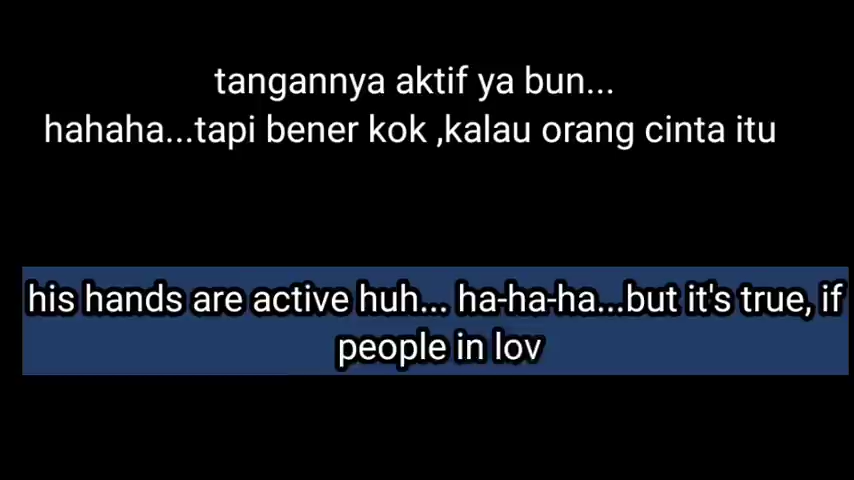 tangannya aktif ya bun...
hahaha...tapi bener kok ,kalau orang cinta itu
his hands are active huh... ha-ha-ha...but it's true, if
people in lov